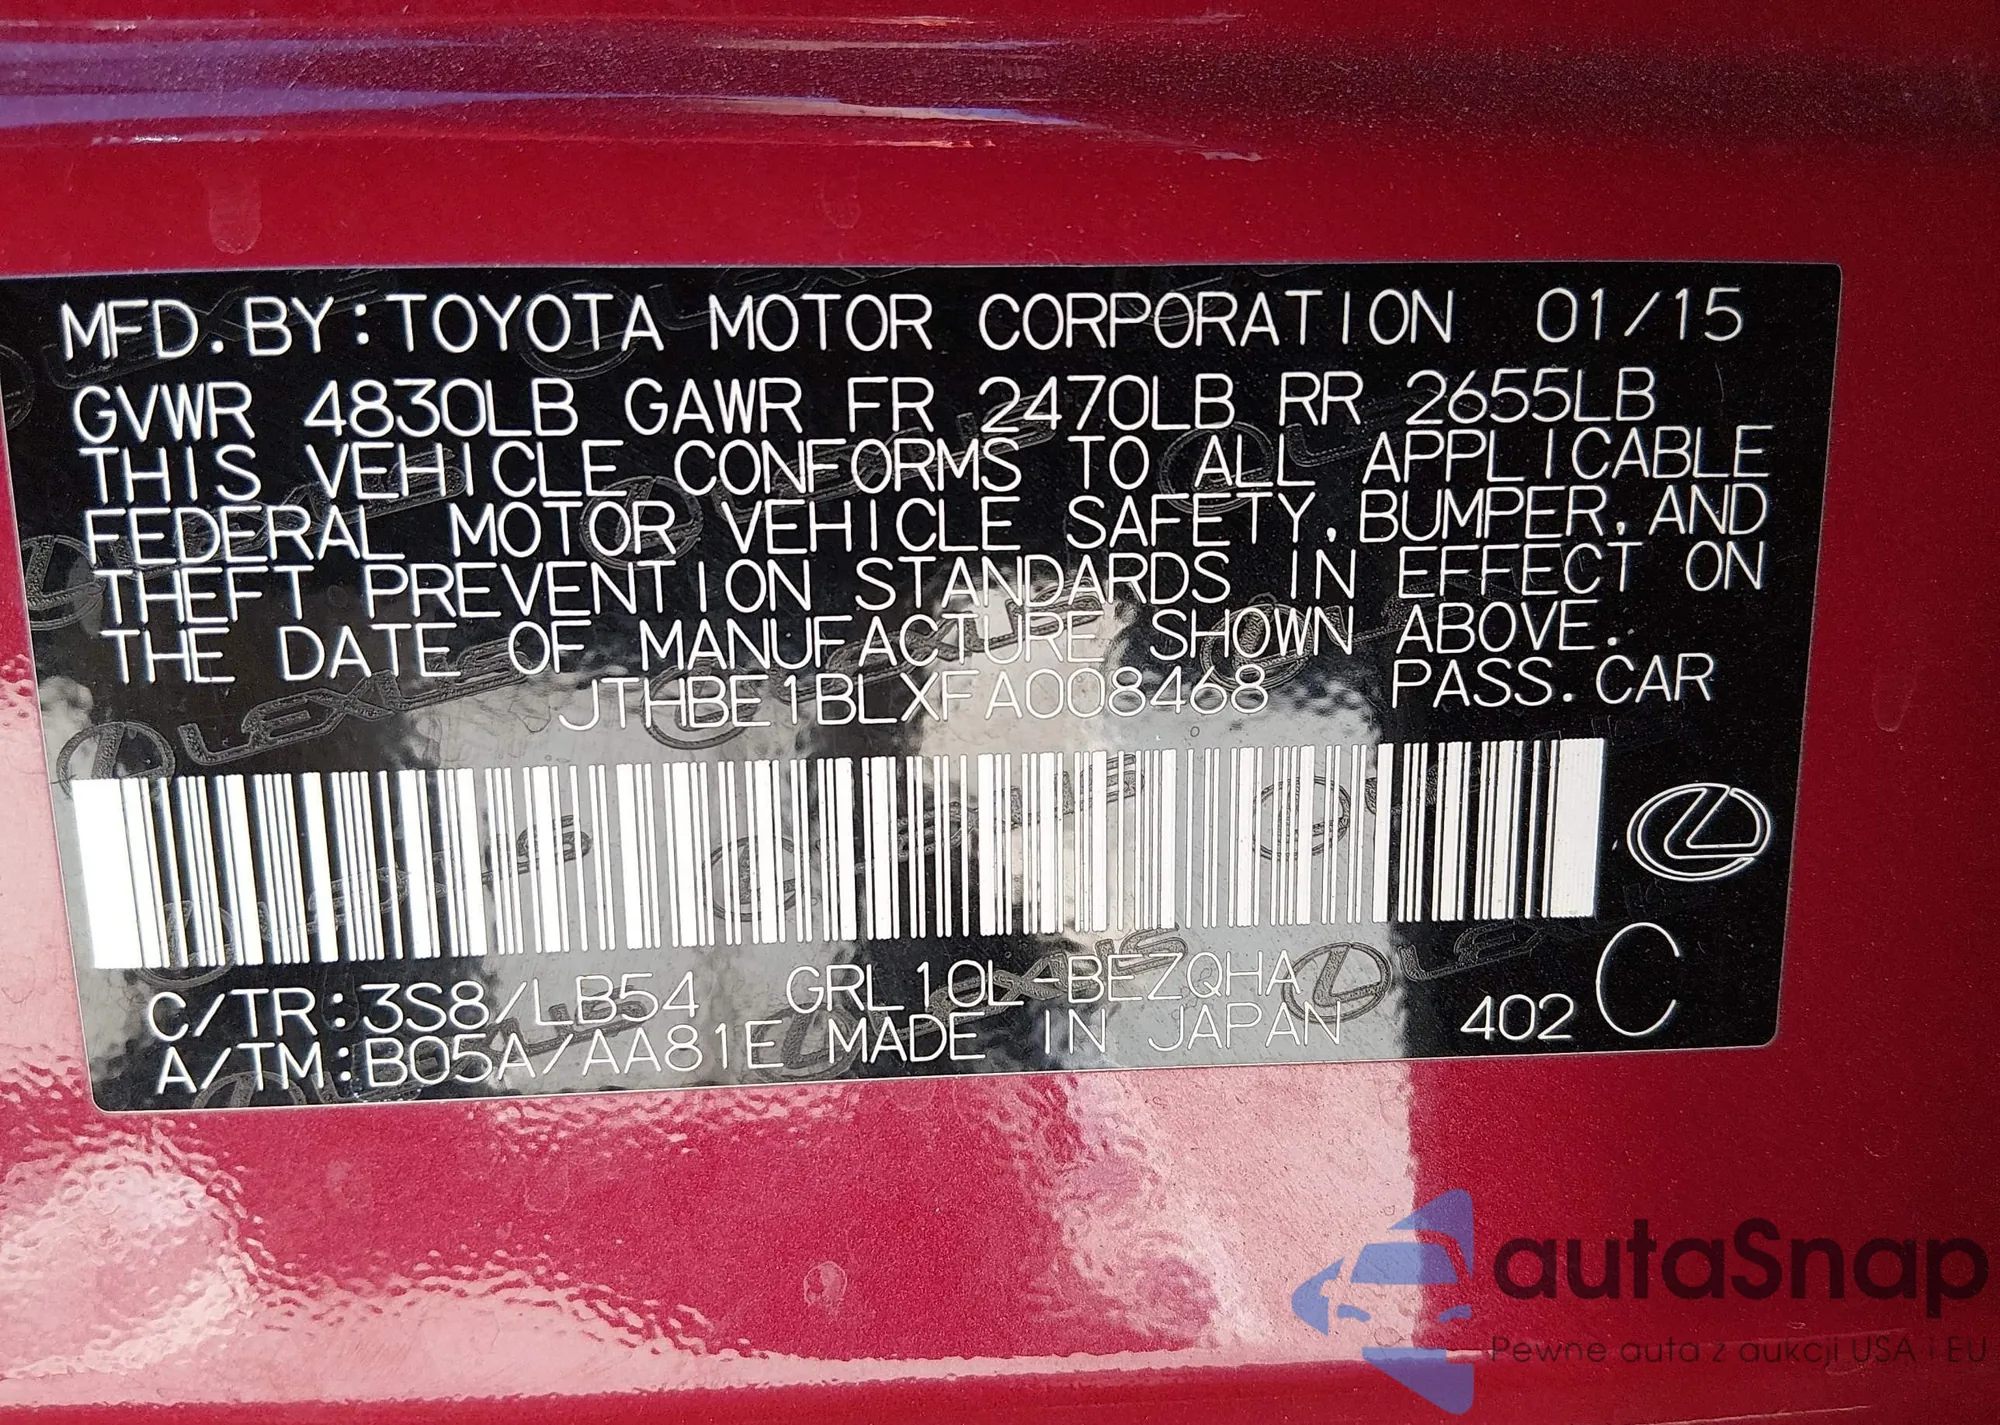 MFD. BY: TOYOTA MOTOR CORPORATION 01/15
GVWR 4830LB GAWR FR 2470LB RR 2655LB
THIS VEHICLE CONFORMS TO ALL APPLICABLE
FEDERAL MOTOR VEHICLE SAFETY, BUMPER, AND
THEFT PREVENTION STANDARDS IN EFFECT ON
THE DATE OF MANUFACTURE SHOWN ABOVE.
JTHBE1BLXFA008468 PASS. CAR
C/TR:3S8/LB54 GRL10L-BEZQHA
A/TM:B05A/AA81E MADE IN JAPAN 402 C
autaSnap
Pewne auta z aukcji USA i EU